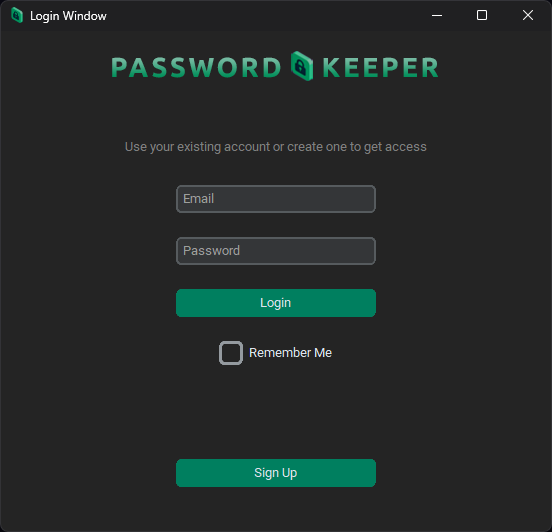 Login Window
PASSWORD KEEPER
Use your existing account or create one to get access
Email
Password
Login
Remember Me
Sign Up